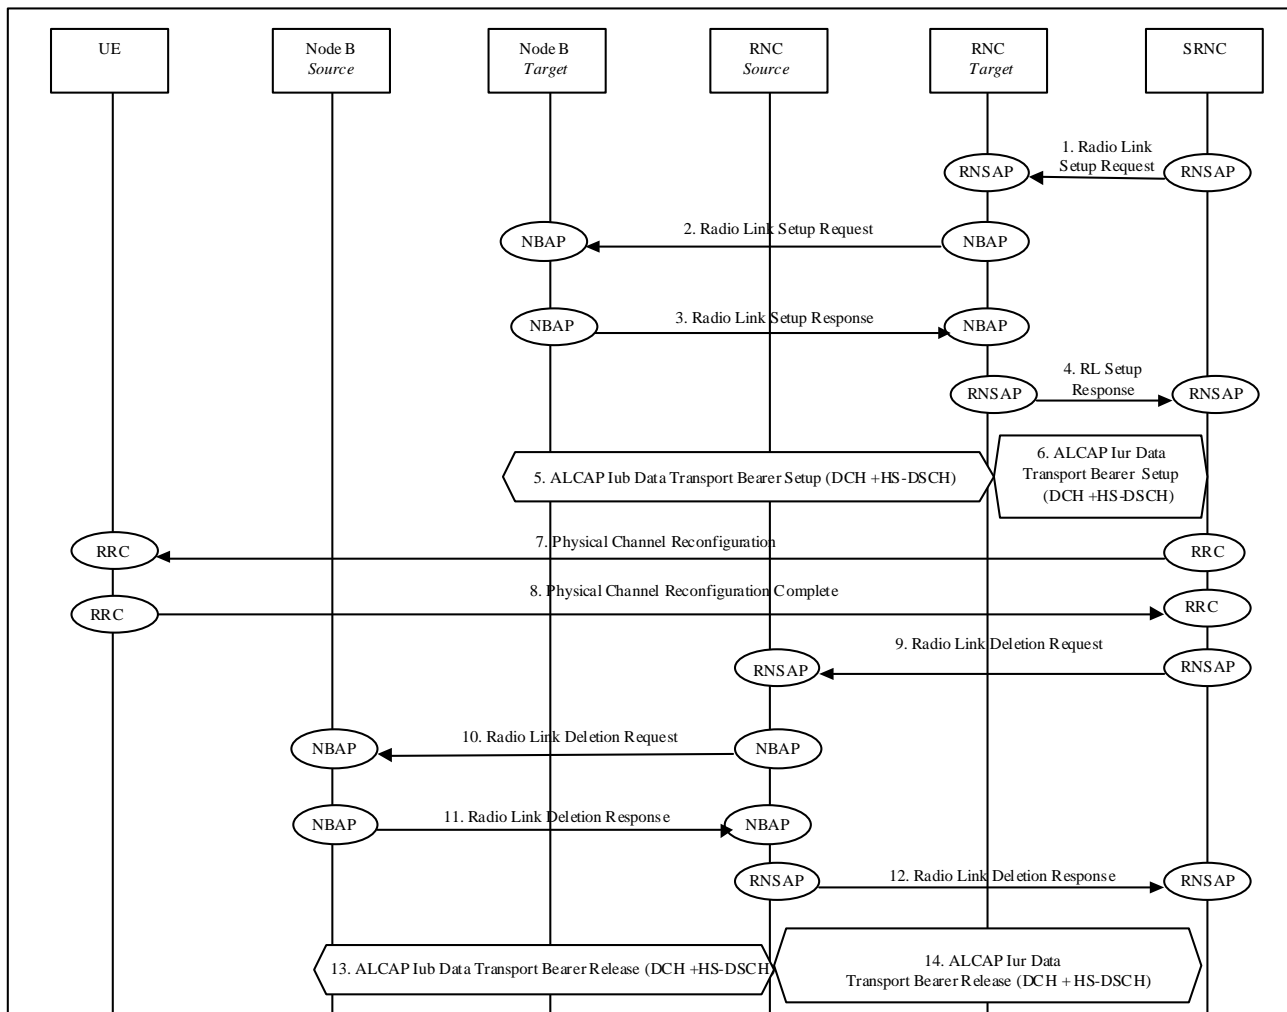 UE
Node B
Source
Node B
Target
RNC
Source
RNC
Target
SRNC
1. Radio Link
Setup Request
RNSAP
RNSAP
NBAP
2. Radio Link Setup Request
NBAP
NBAP
3. Radio Link Setup Response
NBAP
RNSAP
4. RL Setup
Response
RNSAP
5. ALCAP Iub Data Transport Bearer Setup (DCH +HS-DSCH)
6. ALCAP Iur Data
Transport Bearer Setup
(DCH +HS-DSCH)
RRC
7. Physical Channel Reconfiguration
RRC
RRC
8. Physical Channel Reconfiguration Complete
RRC
RNSAP
9. Radio Link Deletion Request
RNSAP
NBAP
10. Radio Link Deletion Request
NBAP
NBAP
11. Radio Link Deletion Response
NBAP
RNSAP
12. Radio Link Deletion Response
RNSAP
13. ALCAP Iub Data Transport Bearer Release (DCH +HS-DSCH)
14. ALCAP Iur Data
Transport Bearer Release (DCH + HS-DSCH)